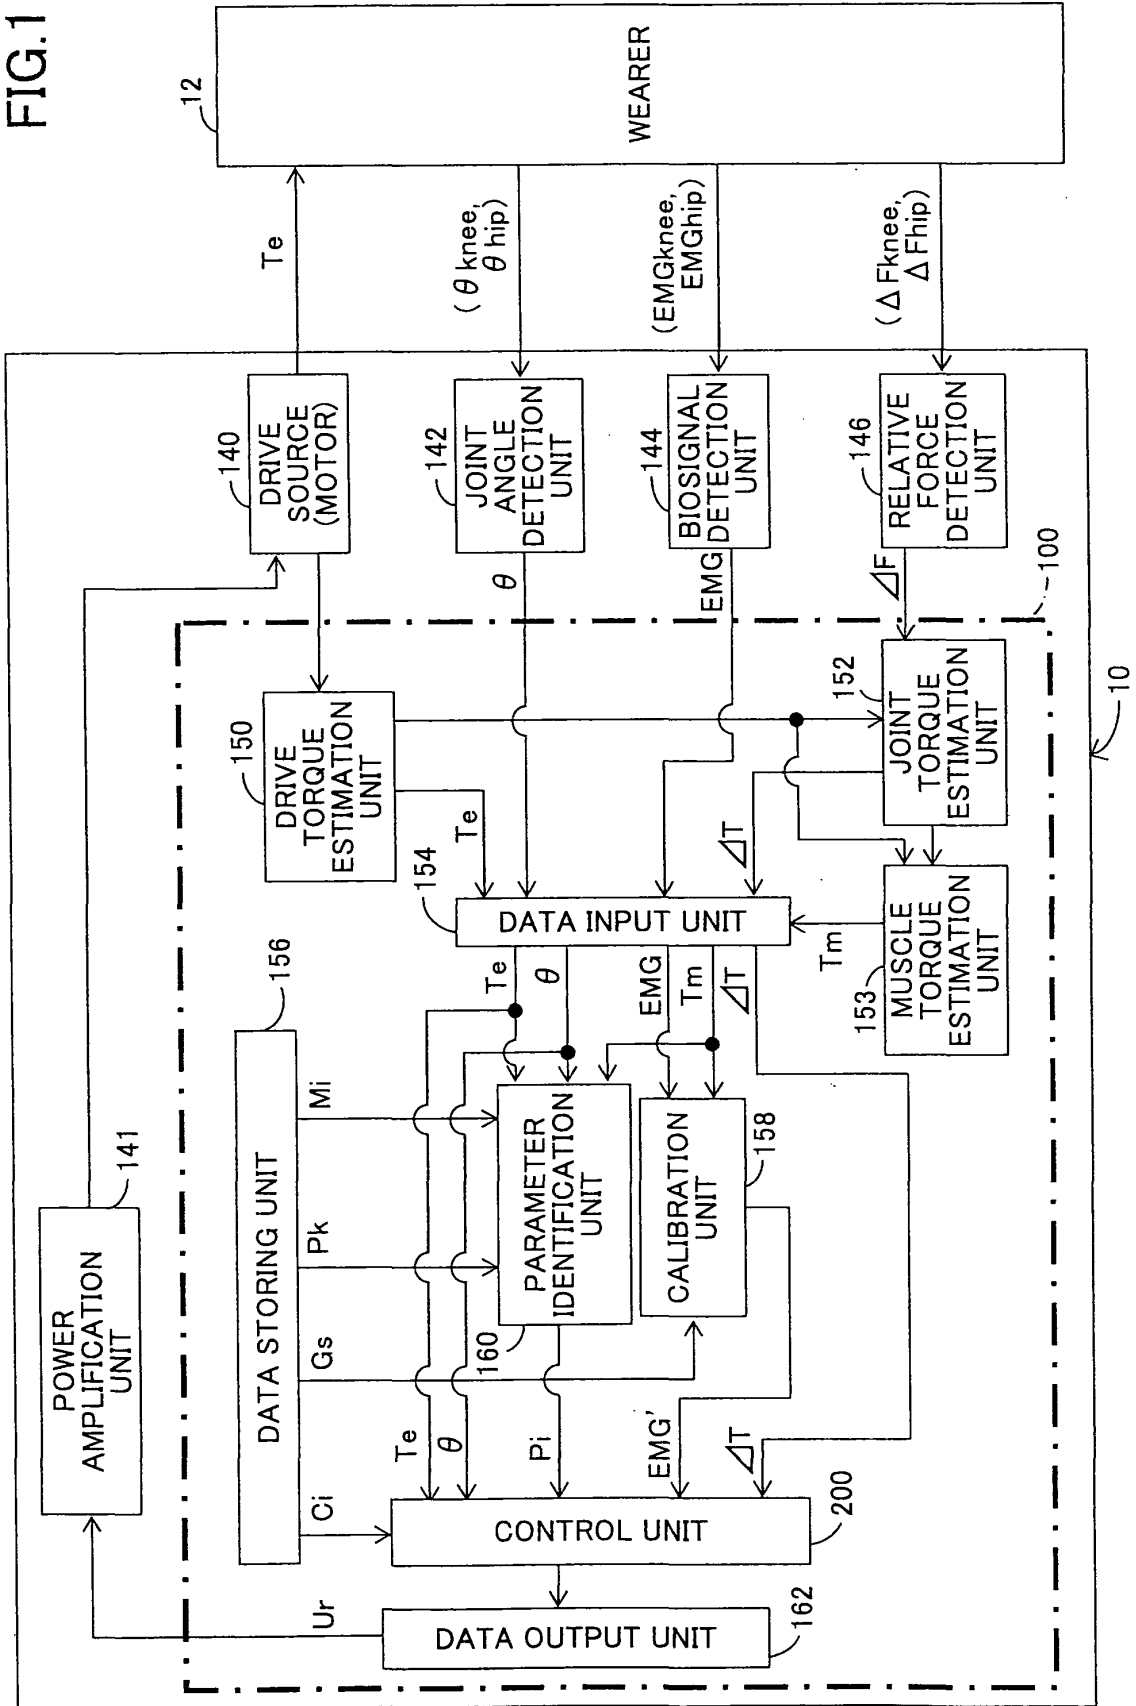 FIG.1
12
WEARER
Te
(θ knee,
θ hip)
(EMGknee,
EMGhip)
(Δ Fknee,
Δ Fhip)
140
DRIVE
SOURCE
(MOTOR)
142
JOINT
ANGLE
DETECTION
UNIT
144
BIOSIGNAL
DETECTION
UNIT
146
RELATIVE
FORCE
DETECTION
UNIT
θ
EMG
ΔF
100
10
150
DRIVE
TORQUE
ESTIMATION
UNIT
152
JOINT
TORQUE
ESTIMATION
UNIT
Te
ΔT
154
DATA INPUT UNIT
Tm
153
MUSCLE
TORQUE
ESTIMATION
UNIT
Te
θ
EMG
Tm
ΔT
156
DATA STORING UNIT
Mi
Pk
Gs
Ci
160
PARAMETER
IDENTIFICATION
UNIT
158
CALIBRATION
UNIT
141
POWER
AMPLIFICATION
UNIT
Te
θ
Pi
EMG'
ΔT
CONTROL UNIT
200
Ur
DATA OUTPUT UNIT
162